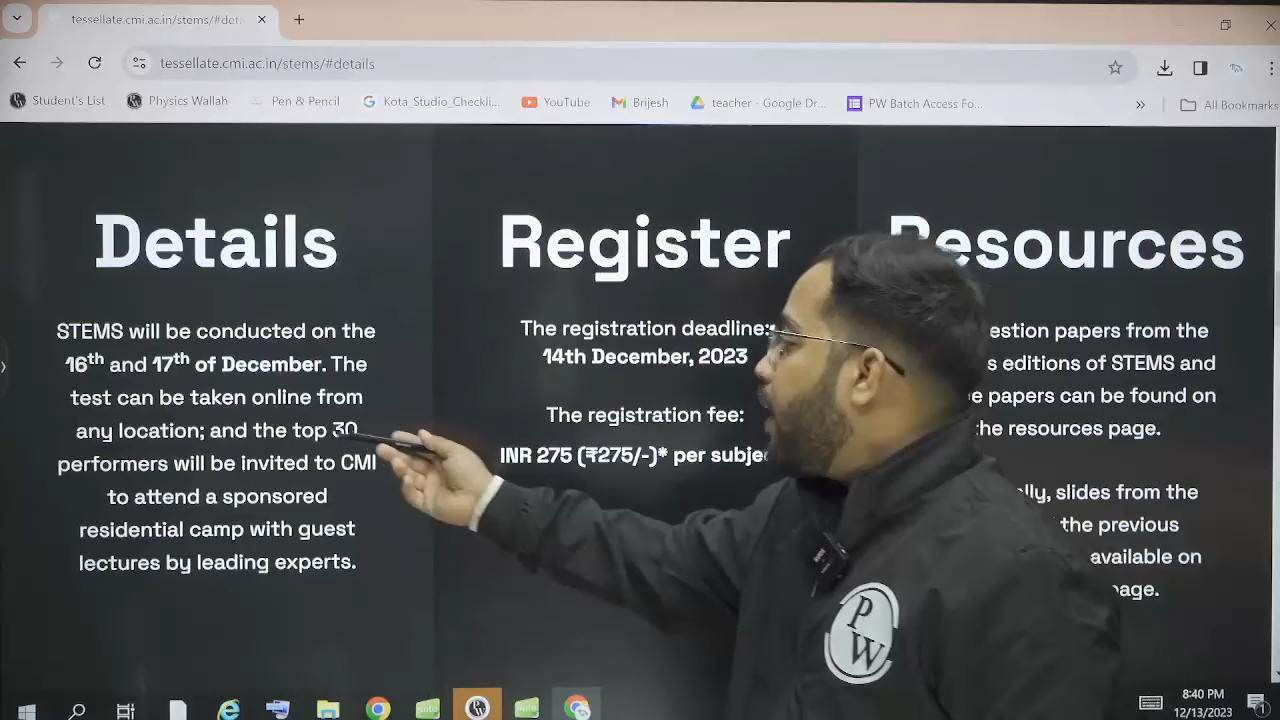 tessellate.cmi.ac.in/stems/#det
tessellate.cmi.ac.in/stems/#details
Student's List
Physics Wallah
Pen & Pencil
Kota_Studio_Checkli...
YouTube
Brijesh
teacher - Google Dr...
PW Batch Access Fo...
All Bookmarks
Details
STEMS will be conducted on the
16th and 17th of December. The
test can be taken online from
any location; and the top 30
performers will be invited to CMI
to attend a sponsored
residential camp with guest
lectures by leading experts.
Register
The registration deadline:
14th December, 2023
The registration fee:
INR 275 (₹275/-)* per subje
Resources
estion papers from the
s editions of STEMS and
e papers can be found on
the resources page.
lly, slides from the
the previous
available on
page.
P
W
8:40 PM
12/13/2023
1